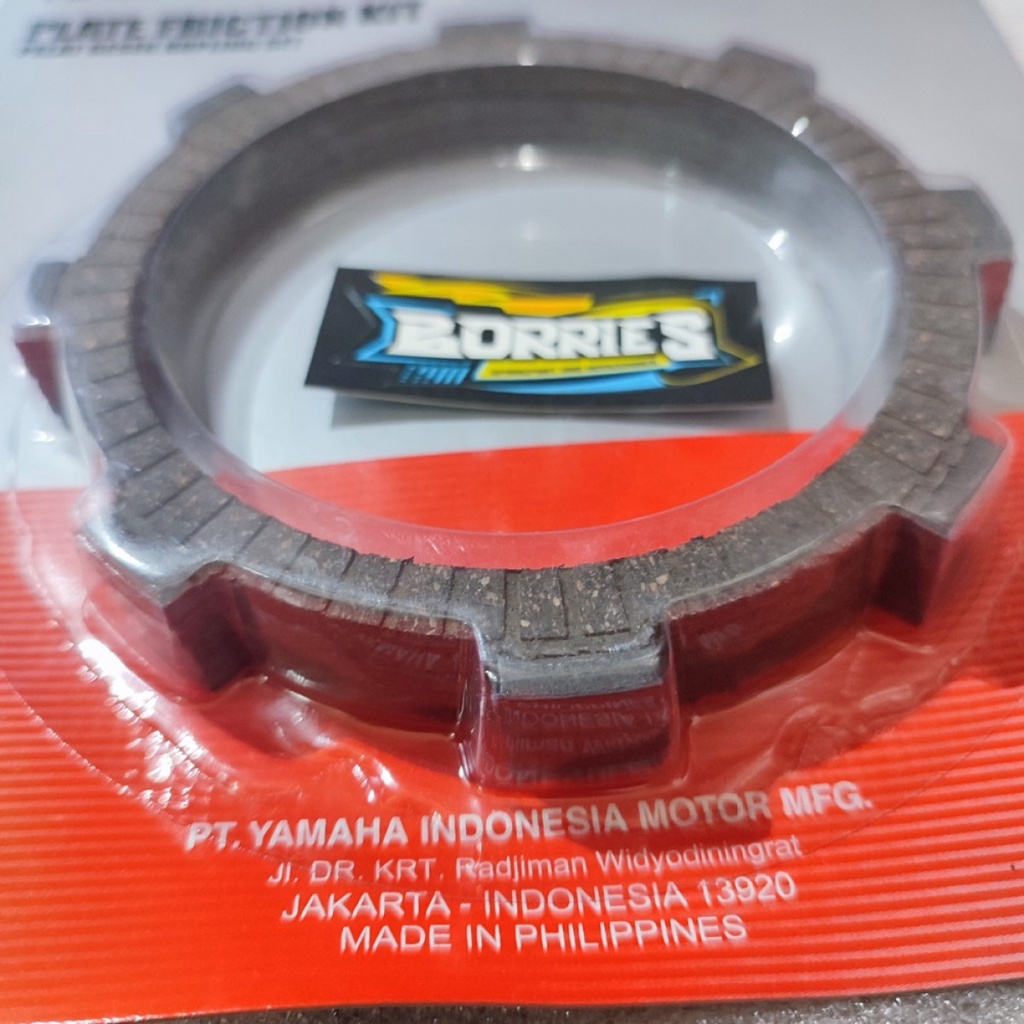 PLATE, FRICTION KIT
BORRIES
PT. YAMAHA INDONESIA MOTOR MFG.
Jl. DR. KRT. Radjiman Widyodiningrat
JAKARTA - INDONESIA 13920
MADE IN PHILIPPINES